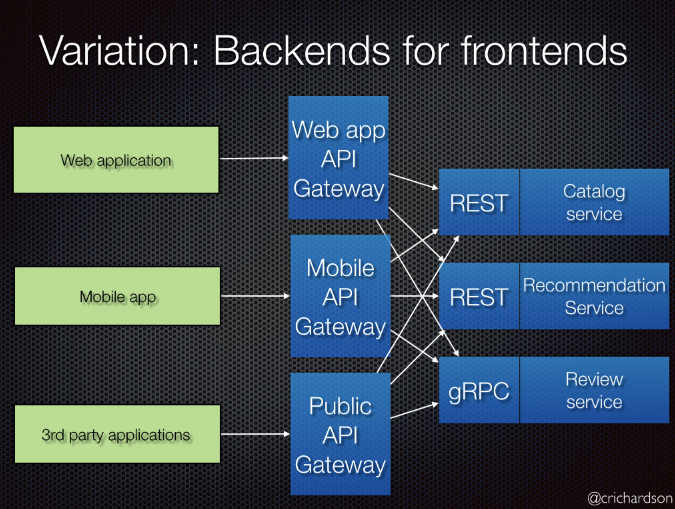 Variation: Backends for frontends
Web application
Web app
API
Gateway
REST
Catalog
service
Mobile app
Mobile
API
Gateway
REST
Recommendation
Service
3rd party applications
Public
API
Gateway
gRPC
Review
service
@crichardson